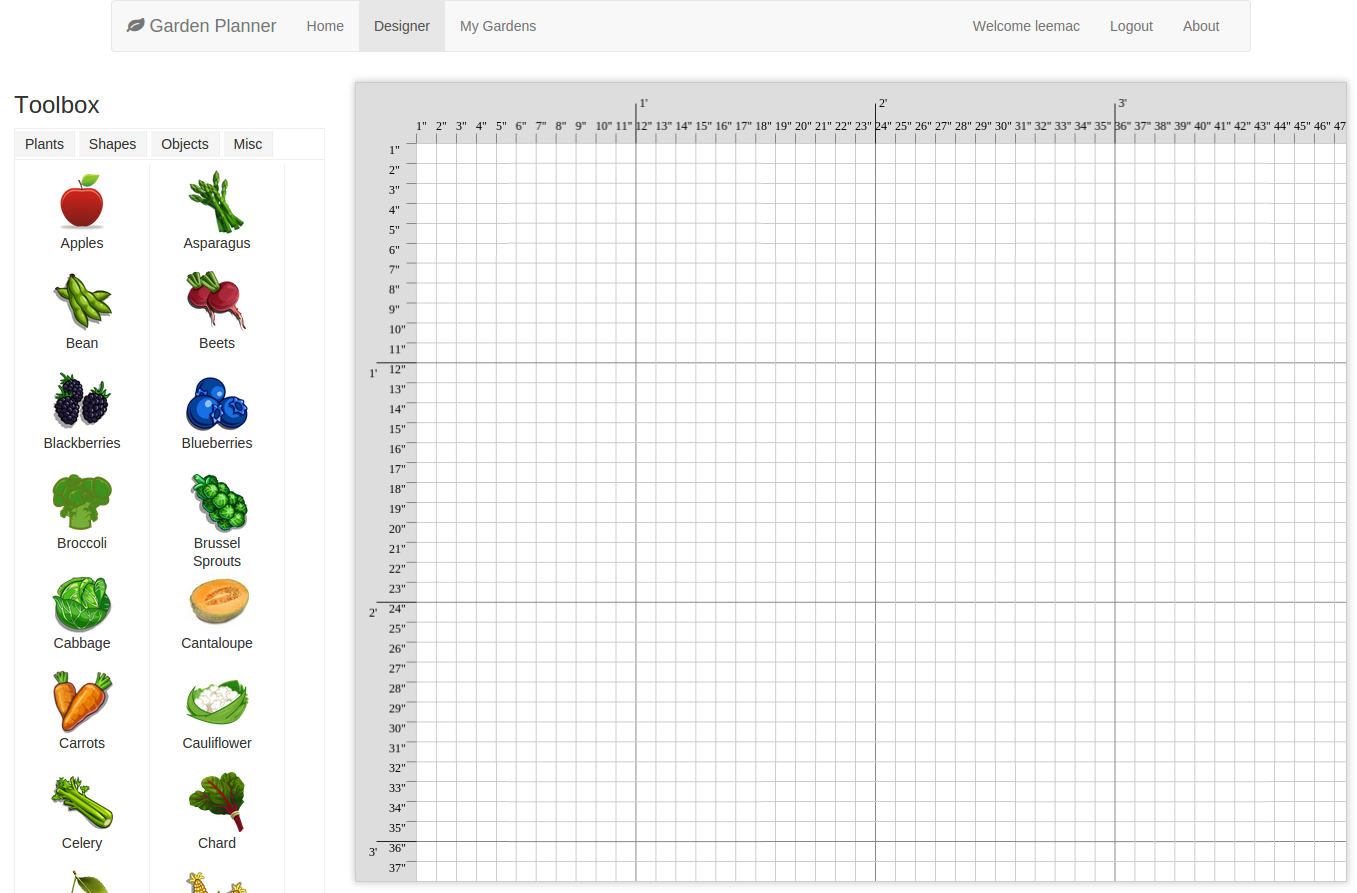 Garden Planner Home Designer My Gardens Welcome leemac Logout About
Toolbox
Plants Shapes Objects Misc
Apples Asparagus
Bean Beets
Blackberries Blueberries
Broccoli Brussel
Sprouts
Cabbage Cantaloupe
Carrots Cauliflower
Celery Chard
1' 2' 3'
1" 2" 3" 4" 5" 6" 7" 8" 9" 10" 11" 12" 13" 14" 15" 16" 17" 18" 19" 20" 21" 22" 23" 24" 25" 26" 27" 28" 29" 30" 31" 32" 33" 34" 35" 36" 37" 38" 39" 40" 41" 42" 43" 44" 45" 46" 47
1"
2"
3"
4"
5"
6"
7"
8"
9"
10"
11"
1' 12"
13"
14"
15"
16"
17"
18"
19"
20"
21"
22"
23"
2' 24"
25"
26"
27"
28"
29"
30"
31"
32"
33"
34"
35"
3' 36"
37"